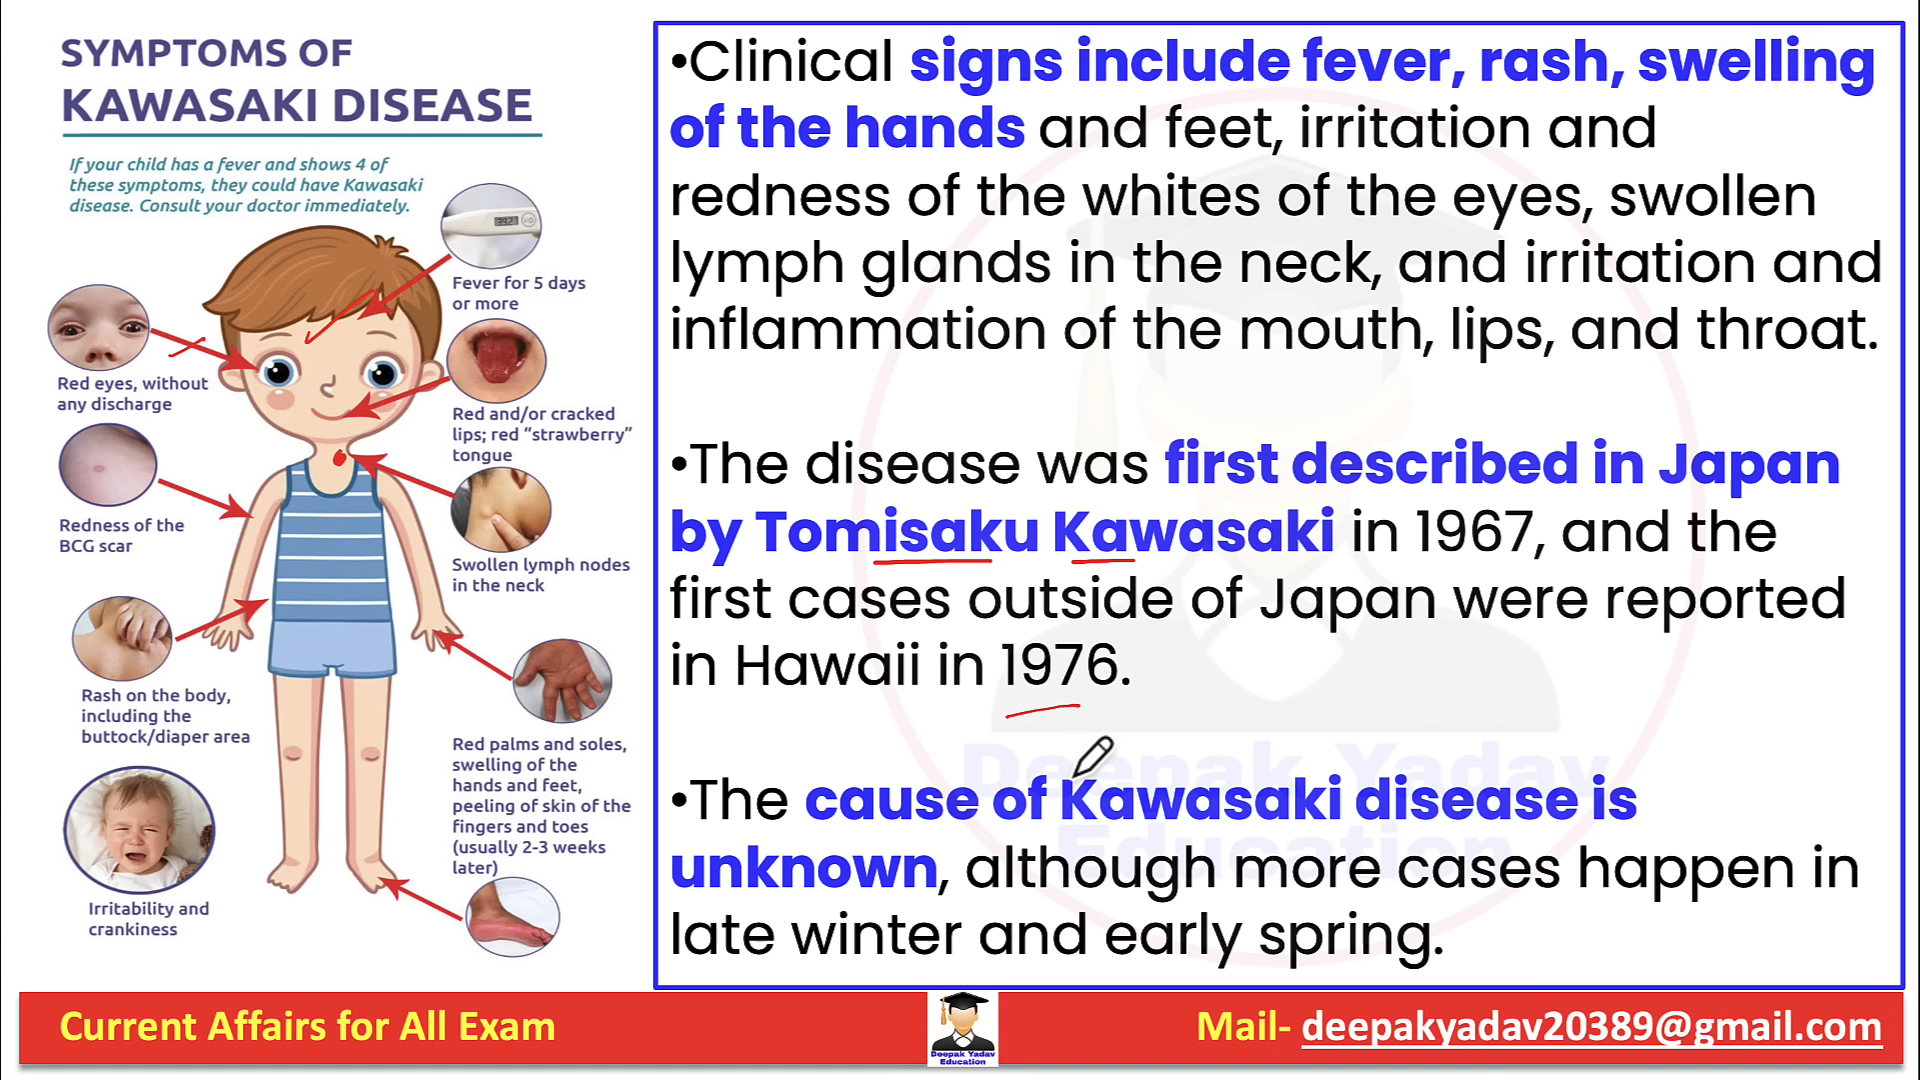 SYMPTOMS OF
KAWASAKI DISEASE
If your child has a fever and shows 4 of
these symptoms, they could have Kawasaki
disease. Consult your doctor immediately.
Fever for 5 days
or more
Red eyes, without
any discharge
Red and/or cracked
lips; red “strawberry”
tongue
Redness of the
BCG scar
Swollen lymph nodes
in the neck
Rash on the body,
including the
buttock/diaper area
Red palms and soles,
swelling of the
hands and feet,
peeling of skin of the
fingers and toes
(usually 2-3 weeks
later)
Irritability and
crankiness
•Clinical signs include fever, rash, swelling
of the hands and feet, irritation and
redness of the whites of the eyes, swollen
lymph glands in the neck, and irritation and
inflammation of the mouth, lips, and throat.
•The disease was first described in Japan
by Tomisaku Kawasaki in 1967, and the
first cases outside of Japan were reported
in Hawaii in 1976.
•The cause of Kawasaki disease is
unknown, although more cases happen in
late winter and early spring.
Deepak Yadav
Education
Current Affairs for All Exam
Deepak Yadav
Education
Mail- deepakyadav20389@gmail.com